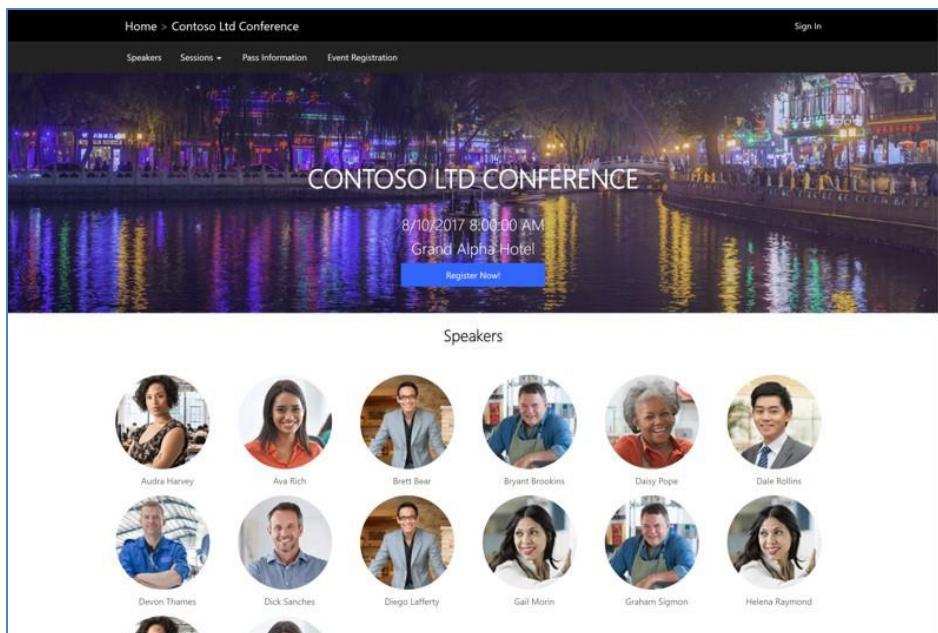 Home > Contoso Ltd Conference Sign In
Speakers Sessions Pass Information Event Registration
CONTOSO LTD CONFERENCE
8/10/2017 8:00:00 AM
Grand Alpha Hotel
Register Now!
Speakers
Audra Harvey Ava Rich Brett Bear Bryant Brookins Daisy Pope Dale Rollins
Devon Thames Dick Sanches Diego Lafferty Gail Morin Graham Sigmon Helena Raymond